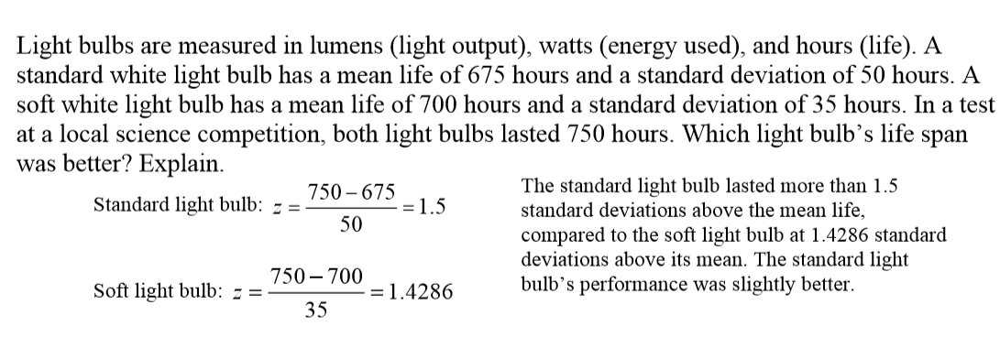 Light bulbs are measured in lumens (light output), watts (energy used), and hours (life). A
standard white light bulb has a mean life of 675 hours and a standard deviation of 50 hours. A
soft white light bulb has a mean life of 700 hours and a standard deviation of 35 hours. In a test
at a local science competition, both light bulbs lasted 750 hours. Which light bulb’s life span
was better? Explain.
Standard light bulb: z = (750 – 675)/50 = 1.5
Soft light bulb: z = (750 – 700)/35 = 1.4286
The standard light bulb lasted more than 1.5
standard deviations above the mean life,
compared to the soft light bulb at 1.4286 standard
deviations above its mean. The standard light
bulb’s performance was slightly better.